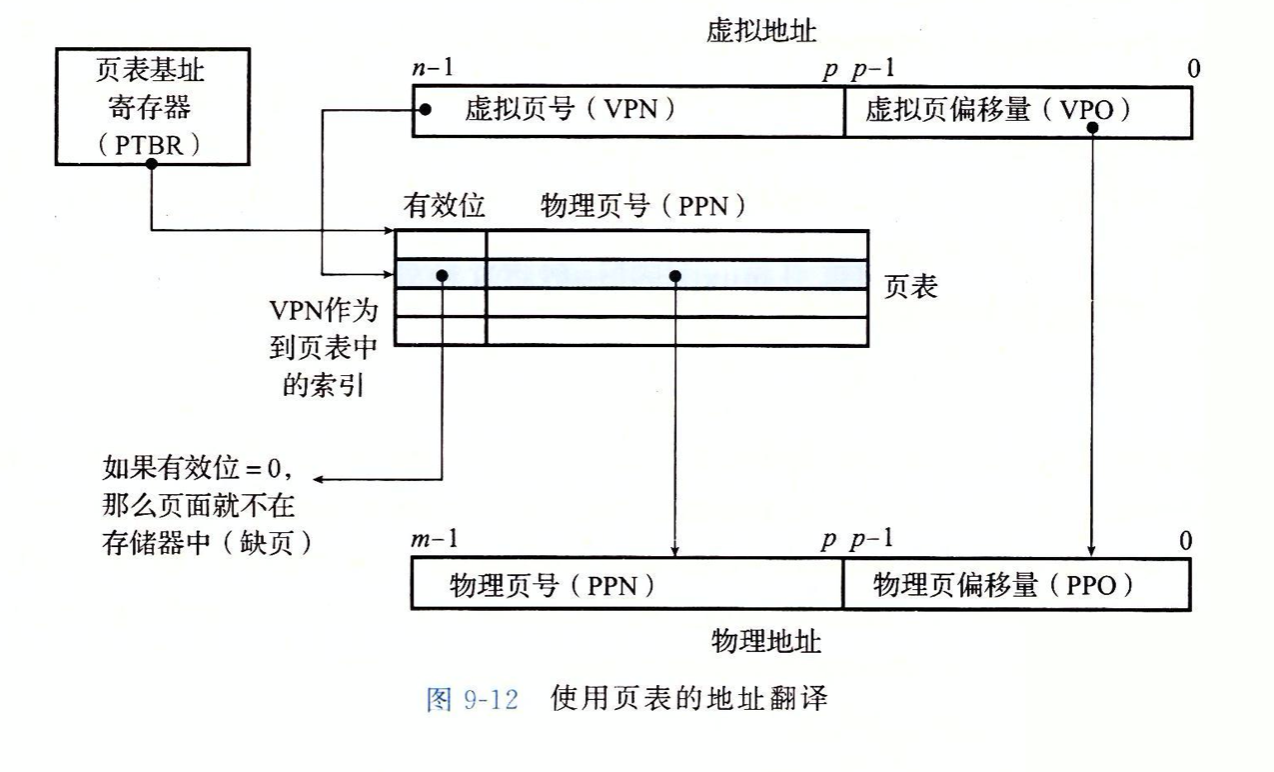 虚拟地址
页表基址
寄存器
（PTBR）
n-1
p p-1
0
虚拟页号（VPN）
虚拟页偏移量（VPO）
有效位
物理页号（PPN）
页表
VPN作为
到页表中
的索引
如果有效位=0，
那么页面就不在
存储器中（缺页）
m-1
p p-1
0
物理页号（PPN）
物理页偏移量（PPO）
物理地址
图 9-12 使用页表的地址翻译